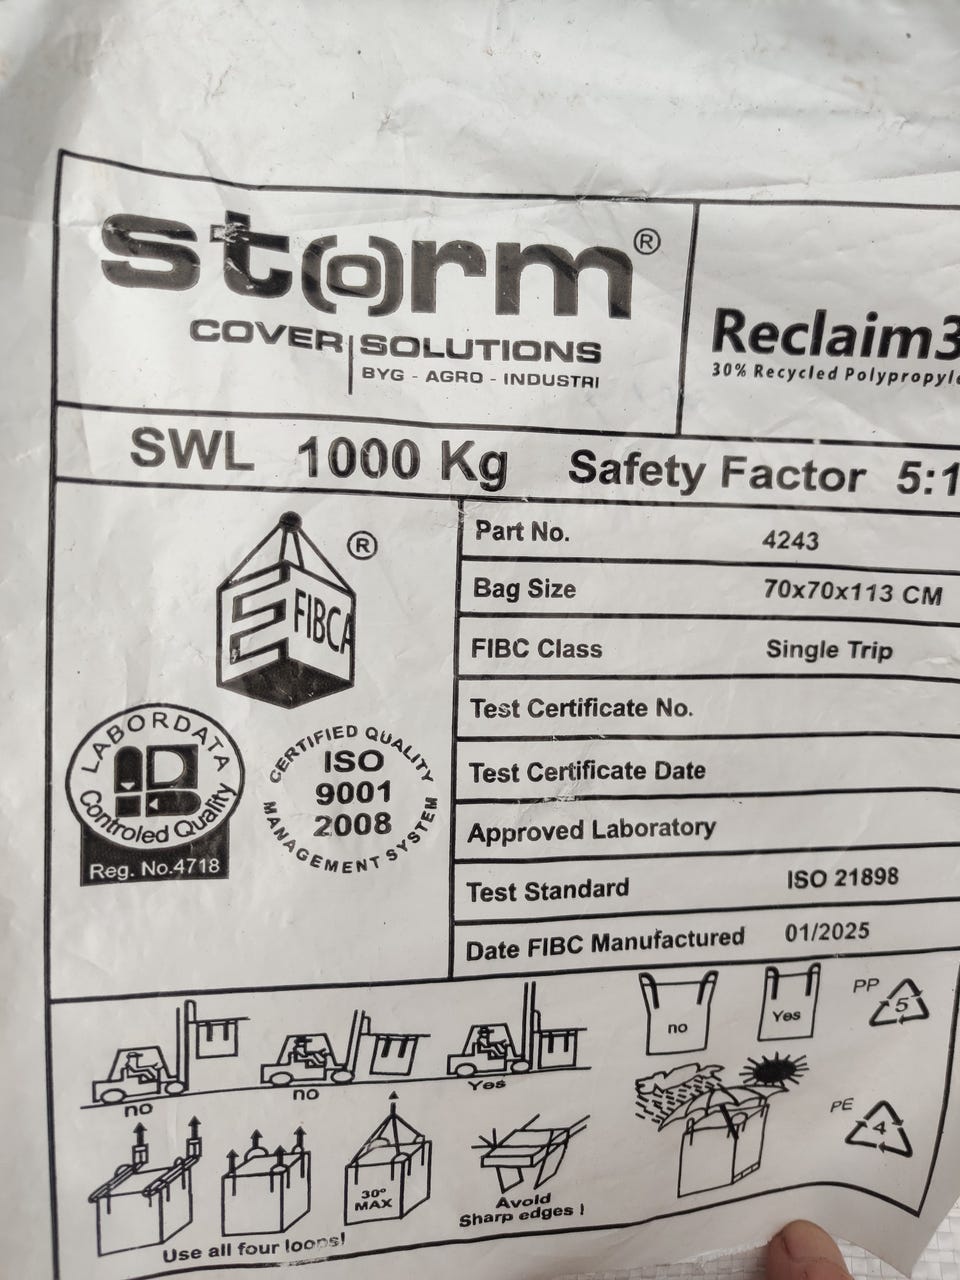 storm®
COVER SOLUTIONS
BYG - AGRO - INDUSTRI
Reclaim3
30% Recycled Polypropyle
SWL 1000 Kg Safety Factor 5:1
®
EFIBCA
Part No. 4243
Bag Size 70x70x113 CM
FIBC Class Single Trip
Test Certificate No.
Test Certificate Date
Approved Laboratory
Test Standard ISO 21898
Date FIBC Manufactured 01/2025
LABORDATA
Controled Quality
Reg. No.4718
CERTIFIED QUALITY
ISO
9001
2008
MANAGEMENT SYSTEM
no
no
Yes
no
Yes
PP
5
30º
MAX
Avoid
Sharp edges !
Use all four loops!
PE
4